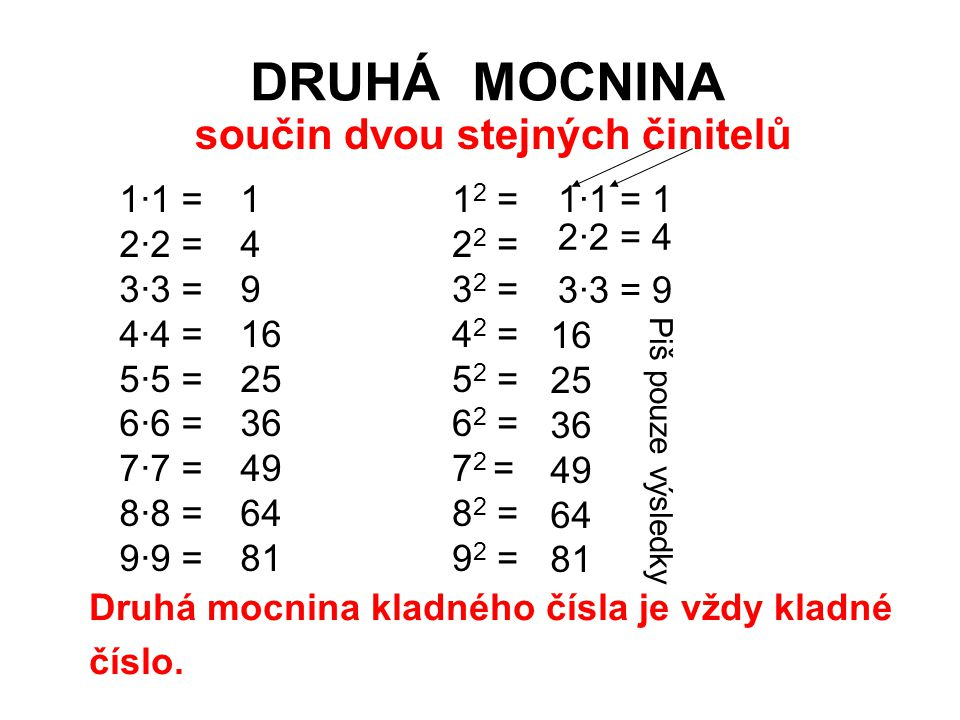 DRUHÁ MOCNINA
součin dvou stejných činitelů
1·1 = 1
2·2 = 4
3·3 = 9
4·4 = 16
5·5 = 25
6·6 = 36
7·7 = 49
8·8 = 64
9·9 = 81
1² = 1·1 = 1
2² = 2·2 = 4
3² = 3·3 = 9
4² = 16
5² = 25
6² = 36
7² = 49
8² = 64
9² = 81
Piš pouze výsledky
Druhá mocnina kladného čísla je vždy kladné
číslo.